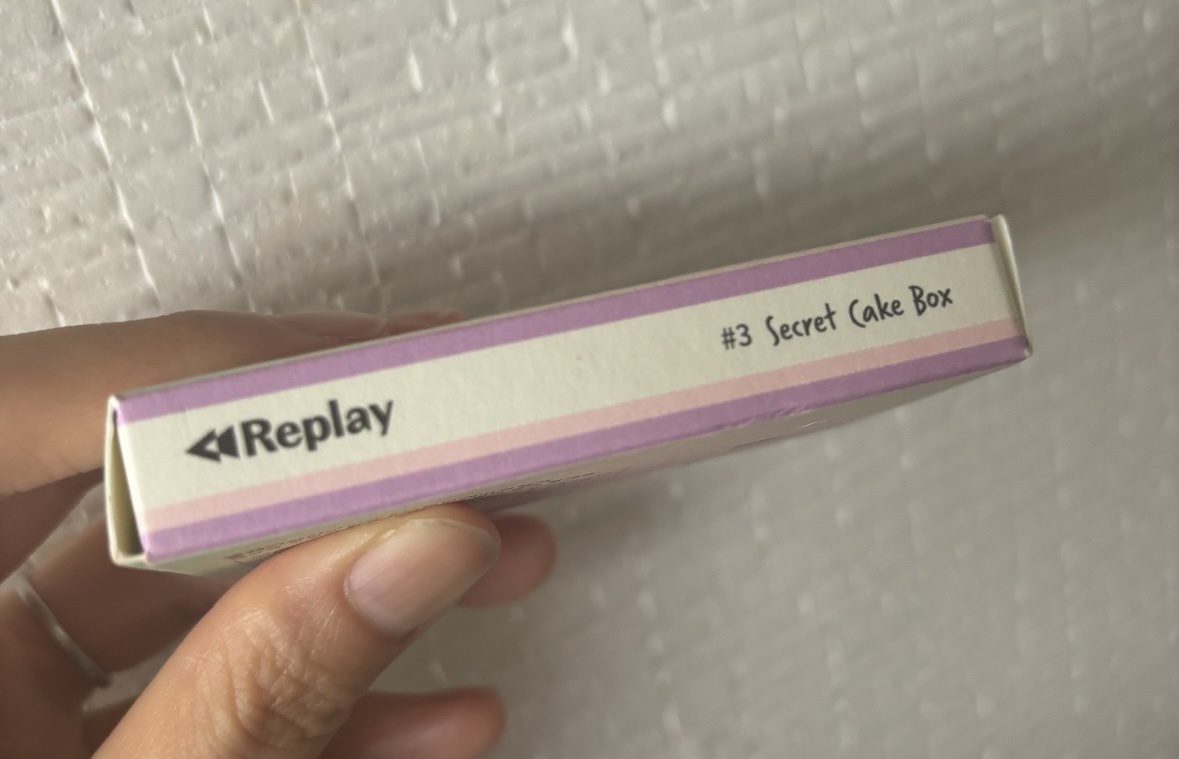 Replay
#3 Secret Cake Box